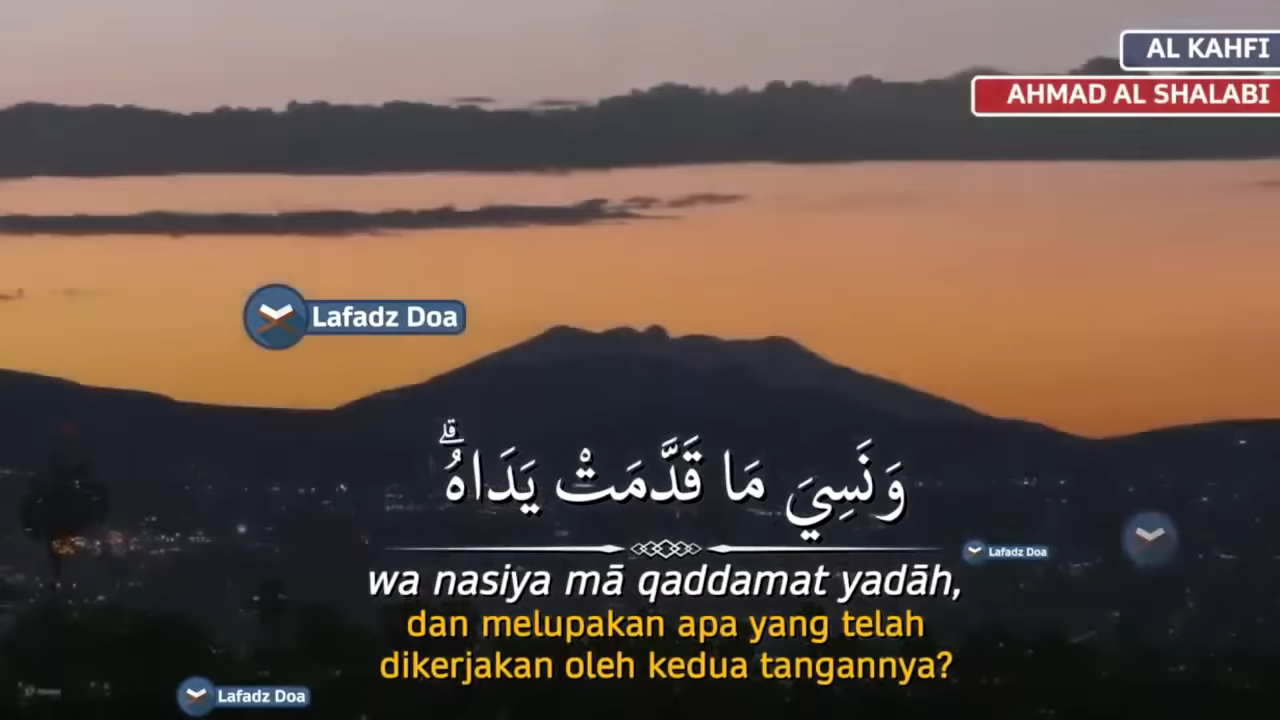 AL KAHFI
AHMAD AL SHALABI
Lafadz Doa
وَنَسِيَ مَا قَدَّمَتْ يَدَاهُ ۗ
wa nasiya mā qaddamat yadāh,
Lafadz Doa
dan melupakan apa yang telah
dikerjakan oleh kedua tangannya?
Lafadz Doa